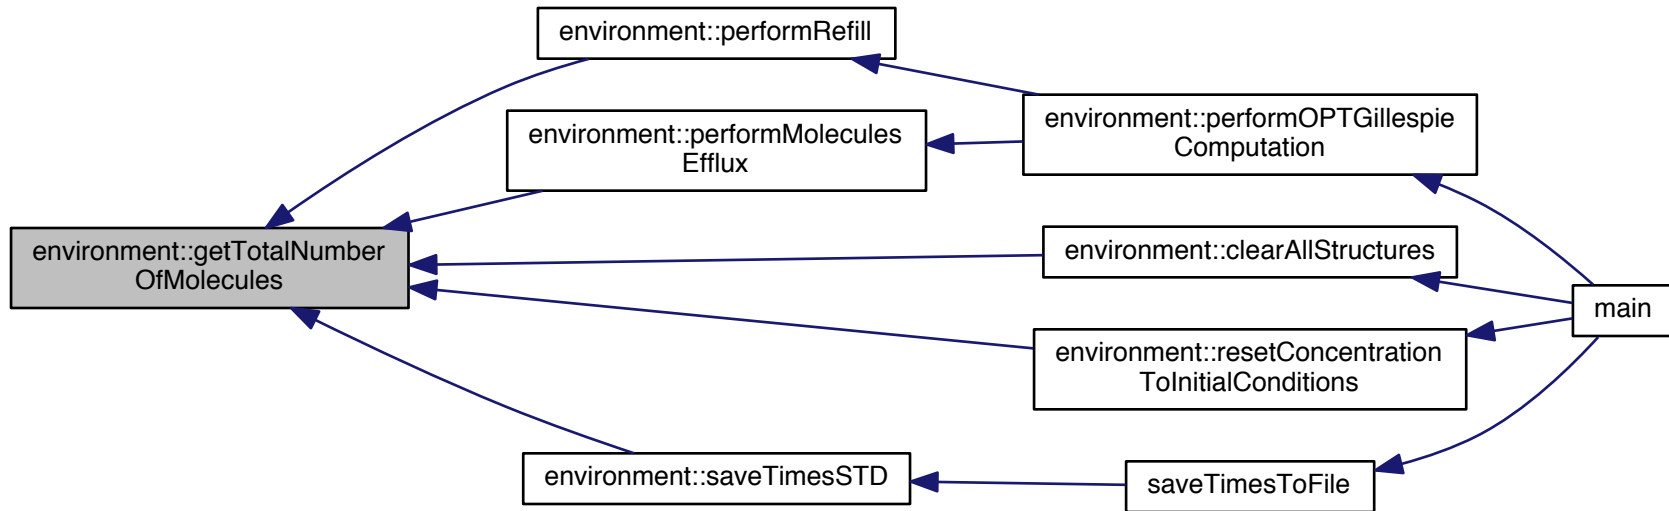 environment::performRefill
environment::performMolecules
Efflux
environment::performOPTGillespie
Computation
environment::getTotalNumber
OfMolecules
environment::clearAllStructures
main
environment::resetConcentration
ToInitialConditions
environment::saveTimesSTD
saveTimesToFile